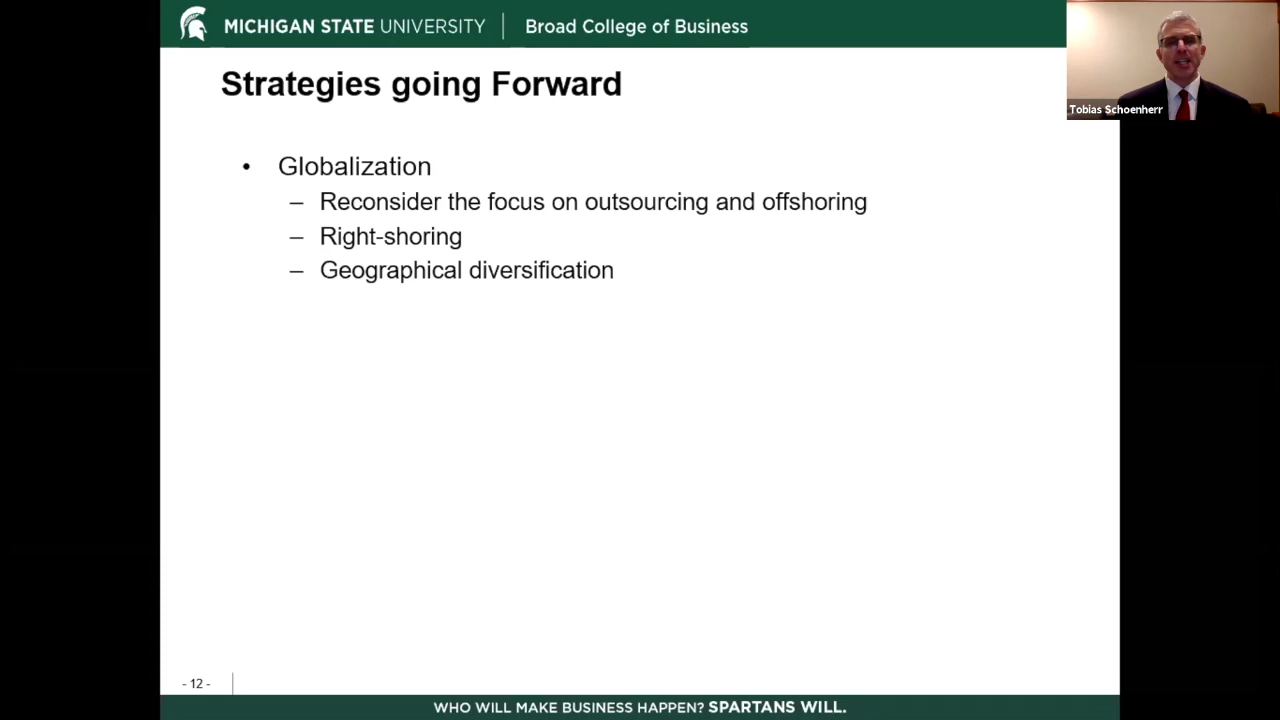 MICHIGAN STATE UNIVERSITY | Broad College of Business
Tobias Schoenherr
Strategies going Forward
• Globalization
– Reconsider the focus on outsourcing and offshoring
– Right-shoring
– Geographical diversification
- 12 -
WHO WILL MAKE BUSINESS HAPPEN? SPARTANS WILL.